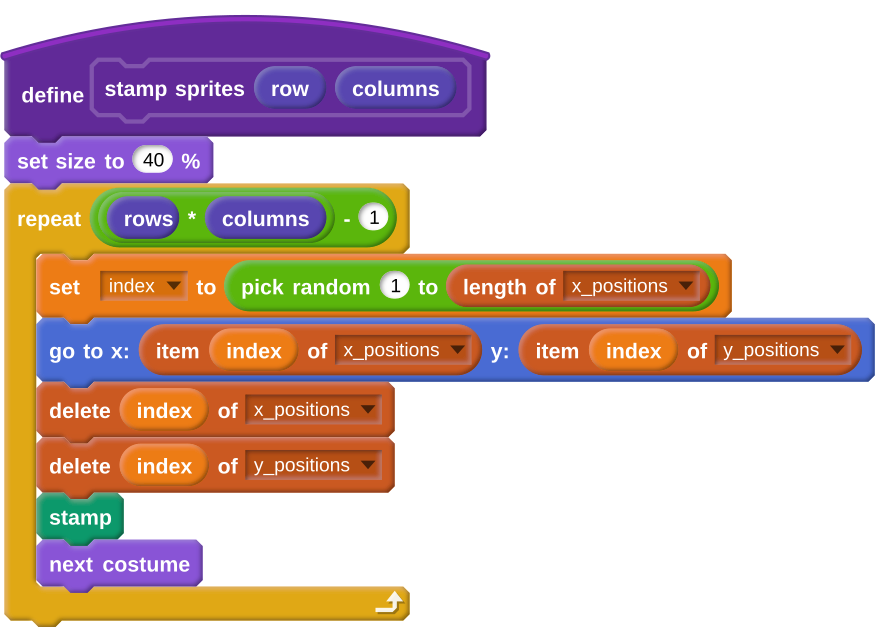 define stamp sprites row columns
set size to 40 %
repeat rows * columns - 1
set index to pick random 1 to length of x_positions
go to x: item index of x_positions y: item index of y_positions
delete index of x_positions
delete index of y_positions
stamp
next costume